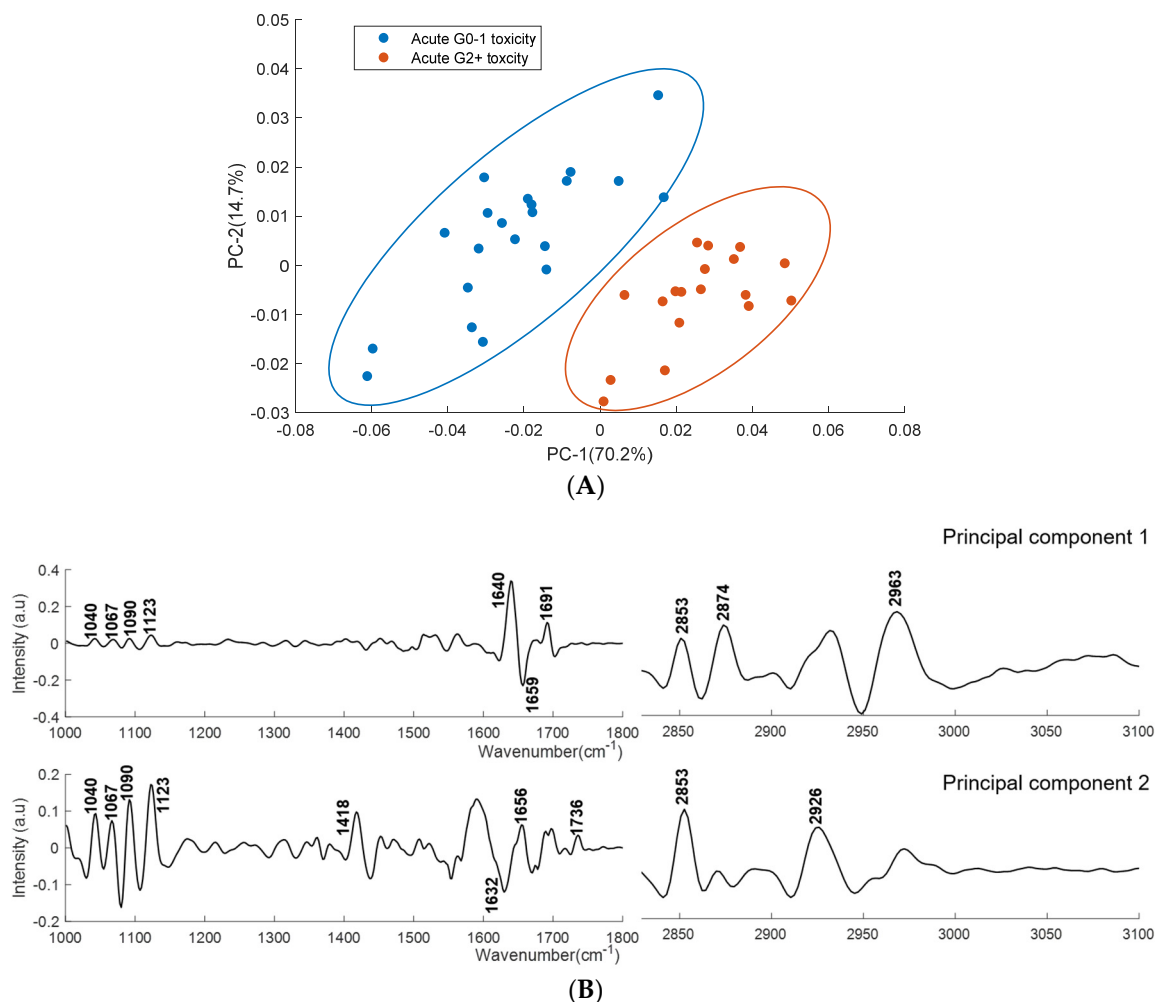 0.05
0.04
0.03
0.02
0.01
0
-0.01
-0.02
-0.03
PC-2(14.7%)
Acute G0-1 toxicity
Acute G2+ toxcity
-0.08 -0.06 -0.04 -0.02 0 0.02 0.04 0.06 0.08
PC-1(70.2%)
(A)
Principal component 1
0.4
0.2
0
-0.2
-0.4
Intensity (a.u)
1040 1067 1090 1123 1640 1659 1691 2853 2874 2963
1000 1100 1200 1300 1400 1500 1600 1700 1800 2850 2900 2950 3000 3050 3100
Wavenumber(cm-1)
Principal component 2
0.2
0.1
0
-0.1
-0.2
Intensity (a.u)
1040 1067 1090 1123 1418 1632 1656 1736 2853 2926
1000 1100 1200 1300 1400 1500 1600 1700 1800 2850 2900 2950 3000 3050 3100
Wavenumber(cm-1)
(B)